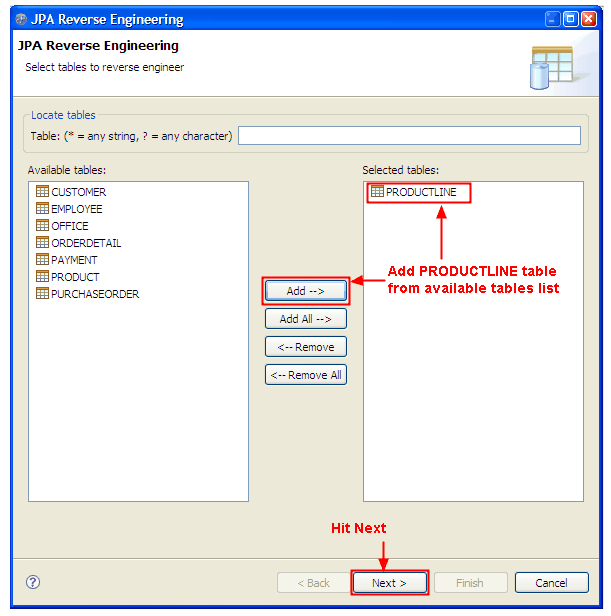 JPA Reverse Engineering
JPA Reverse Engineering
Select tables to reverse engineer
Locate tables
Table: (* = any string, ? = any character)
Available tables:
CUSTOMER
EMPLOYEE
OFFICE
ORDERDETAIL
PAYMENT
PRODUCT
PURCHASEORDER
Add -->
Add All -->
<-- Remove
<-- Remove All
Selected tables:
PRODUCTLINE
Add PRODUCTLINE table
from available tables list
Hit Next
?
< Back
Next >
Finish
Cancel